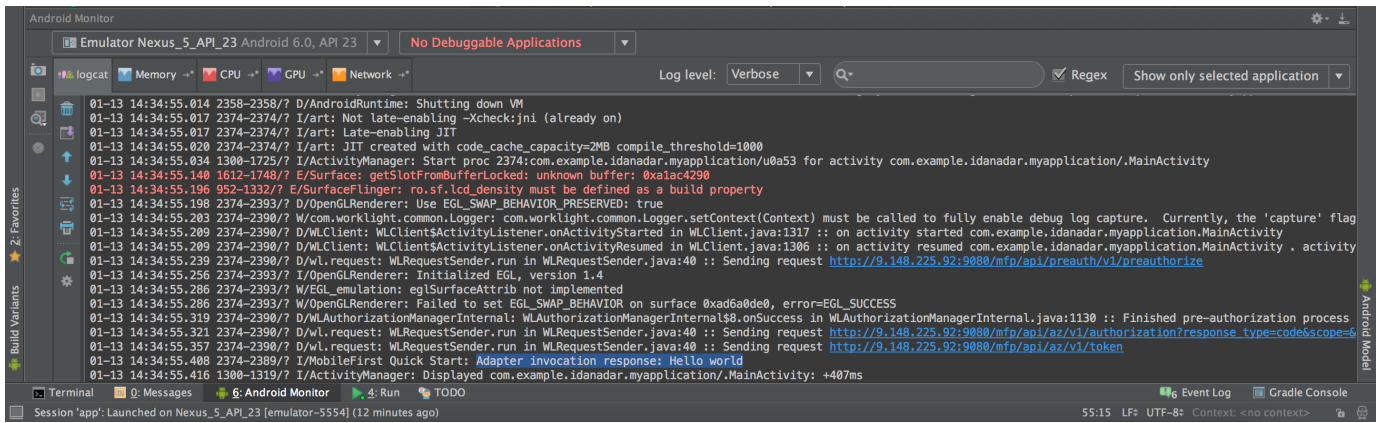 Android Monitor
Emulator Nexus_5_API_23 Android 6.0, API 23
No Debuggable Applications
logcat Memory CPU GPU Network Log level: Verbose Regex Show only selected application
01-13 14:34:55.014 2358-2358/? D/AndroidRuntime: Shutting down VM
01-13 14:34:55.017 2374-2374/? I/art: Not late-enabling -Xcheck:jni (already on)
01-13 14:34:55.017 2374-2374/? I/art: Late-enabling JIT
01-13 14:34:55.020 2374-2374/? I/art: JIT created with code_cache_capacity=2MB compile_threshold=1000
01-13 14:34:55.034 1300-1725/? I/ActivityManager: Start proc 2374:com.example.idanadar.myapplication/u0a53 for activity com.example.idanadar.myapplication/.MainActivity
01-13 14:34:55.140 1612-1748/? E/Surface: getSlotFromBufferLocked: unknown buffer: 0xa1ac4290
01-13 14:34:55.196 952-1332/? E/SurfaceFlinger: ro.sf.lcd_density must be defined as a build property
01-13 14:34:55.198 2374-2393/? D/OpenGLRenderer: Use EGL_SWAP_BEHAVIOR_PRESERVED: true
01-13 14:34:55.203 2374-2390/? W/com.worklight.common.Logger: com.worklight.common.Logger.setContext(Context) must be called to fully enable debug log capture.  Currently, the 'capture' flag
01-13 14:34:55.209 2374-2390/? D/WLClient: WLClient$ActivityListener.onActivityStarted in WLClient.java:1317 :: on activity started com.example.idanadar.myapplication.MainActivity
01-13 14:34:55.209 2374-2390/? D/WLClient: WLClient$ActivityListener.onActivityResumed in WLClient.java:1306 :: on activity resumed com.example.idanadar.myapplication.MainActivity . activity
01-13 14:34:55.239 2374-2390/? D/wl.request: WLRequestSender.run in WLRequestSender.java:40 :: Sending request http://9.148.225.92:9080/mfp/api/preauth/v1/preauthorize
01-13 14:34:55.256 2374-2393/? I/OpenGLRenderer: Initialized EGL, version 1.4
01-13 14:34:55.286 2374-2393/? W/EGL_emulation: eglSurfaceAttrib not implemented
01-13 14:34:55.286 2374-2393/? W/OpenGLRenderer: Failed to set EGL_SWAP_BEHAVIOR on surface 0xad6a0de0, error=EGL_SUCCESS
01-13 14:34:55.319 2374-2390/? D/WLAuthorizationManagerInternal: WLAuthorizationManagerInternal$8.onSuccess in WLAuthorizationManagerInternal.java:1130 :: Finished pre-authorization process
01-13 14:34:55.321 2374-2390/? D/wl.request: WLRequestSender.run in WLRequestSender.java:40 :: Sending request http://9.148.225.92:9080/mfp/api/az/v1/authorization?response_type=code&scope=&
01-13 14:34:55.357 2374-2390/? D/wl.request: WLRequestSender.run in WLRequestSender.java:40 :: Sending request http://9.148.225.92:9080/mfp/api/az/v1/token
01-13 14:34:55.408 2374-2389/? I/MobileFirst Quick Start: Adapter invocation response: Hello world
01-13 14:34:55.416 1300-1319/? I/ActivityManager: Displayed com.example.idanadar.myapplication/.MainActivity: +407ms
2: Favorites
Build Variants
Android Model
Terminal 0: Messages 6: Android Monitor 4: Run TODO 6 Event Log Gradle Console
Session 'app': Launched on Nexus_5_API_23 [emulator-5554] (12 minutes ago) 55:15 LF÷ UTF-8÷ Context: <no context>